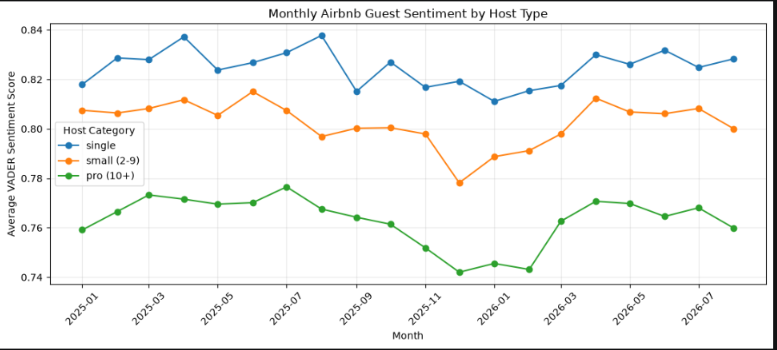 Monthly Airbnb Guest Sentiment by Host Type
Average VADER Sentiment Score
0.84
0.82
0.80
0.78
0.76
0.74
Host Category
single
small (2-9)
pro (10+)
2025-01
2025-03
2025-05
2025-07
2025-09
2025-11
2026-01
2026-03
2026-05
2026-07
Month